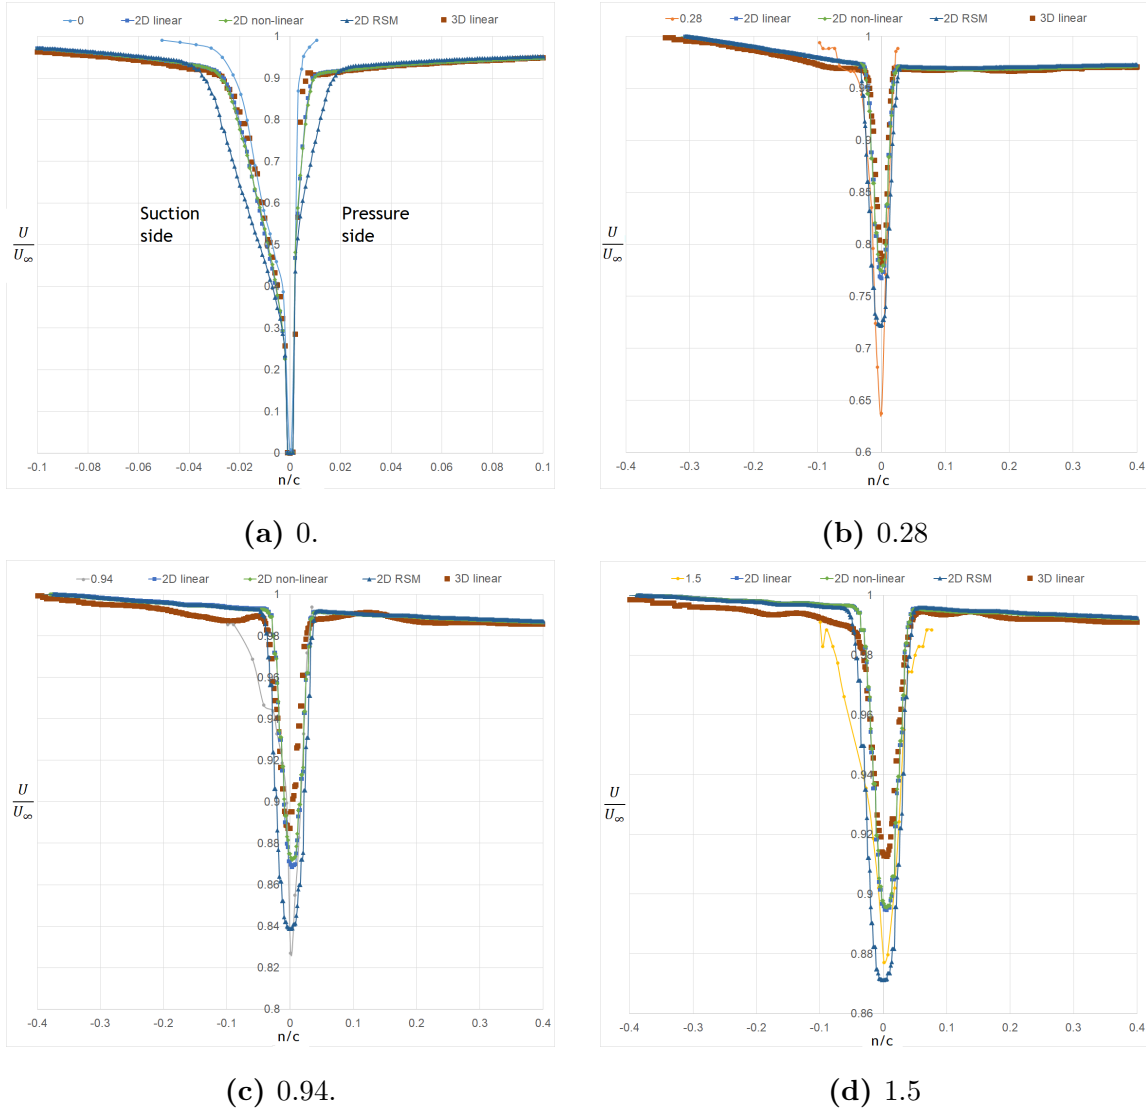 0 2D linear 2D non-linear 2D RSM 3D linear
1
0.9
0.8
0.7
0.6
Suction side
Pressure side
0.5
U/U∞
0.4
0.3
0.2
0.1
0
-0.1 -0.08 -0.06 -0.04 -0.02 0 0.02 0.04 0.06 0.08 0.1
n/c
(a) 0.
0.28 2D linear 2D non-linear 2D RSM 3D linear
1
0.95
0.9
0.85
0.8
U/U∞
0.75
0.7
0.65
0.6
-0.4 -0.3 -0.2 -0.1 0 0.1 0.2 0.3 0.4
n/c
(b) 0.28
0.94 2D linear 2D non-linear 2D RSM 3D linear
1
0.98
0.96
0.94
0.92
0.9
U/U∞
0.88
0.86
0.84
0.82
0.8
-0.4 -0.3 -0.2 -0.1 0 0.1 0.2 0.3 0.4
n/c
(c) 0.94.
1.5 2D linear 2D non-linear 2D RSM 3D linear
1
0.98
0.96
0.94
0.92
U/U∞
0.9
0.88
0.86
-0.4 -0.3 -0.2 -0.1 0 0.1 0.2 0.3 0.4
n/c
(d) 1.5